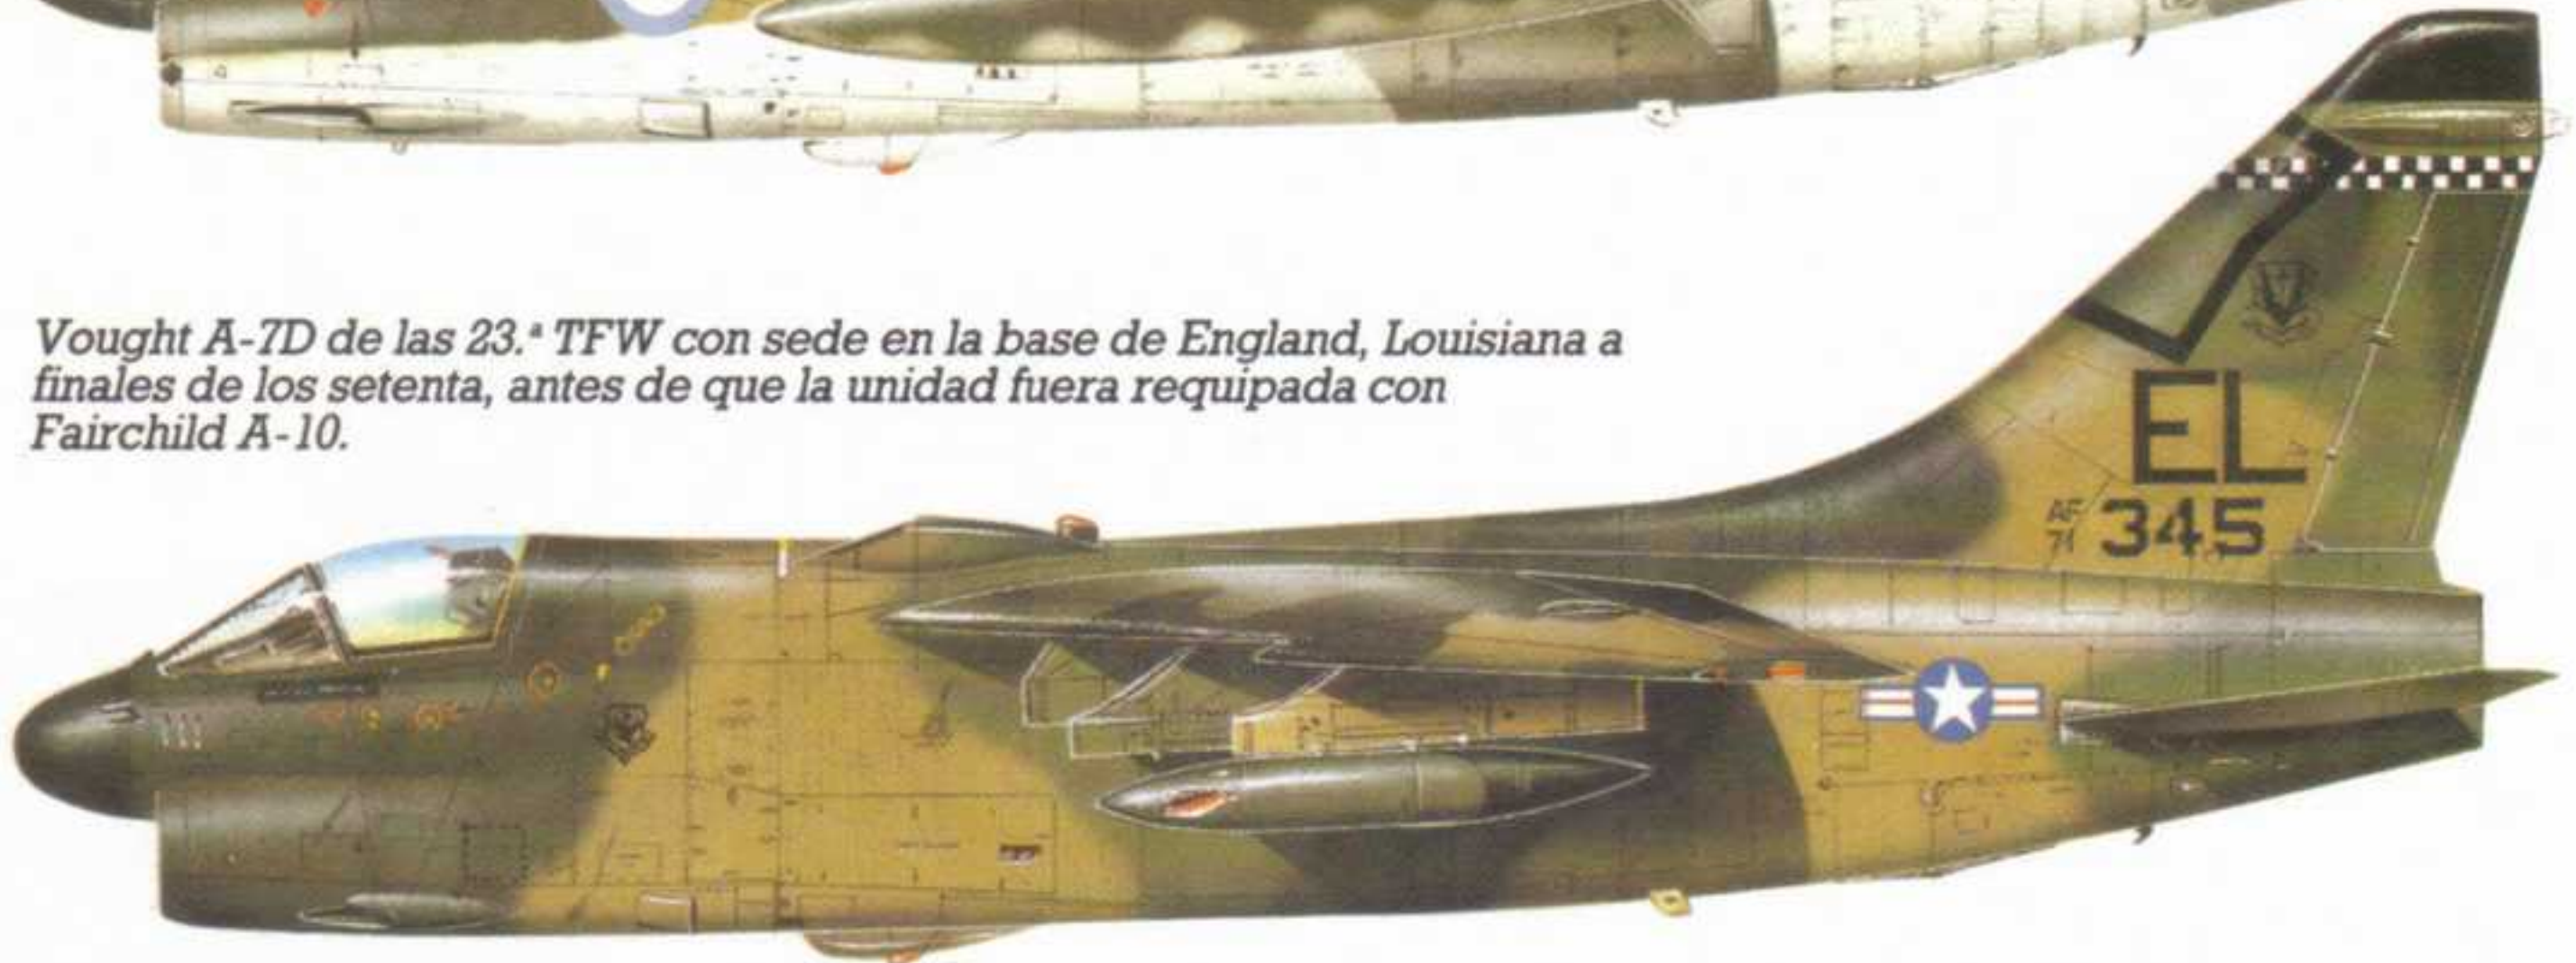 Vought A-7D de las 23.ª TFW con sede en la base de England, Louisiana a
finales de los setenta, antes de que la unidad fuera requipada con
Fairchild A-10.
EL
AF
71
345